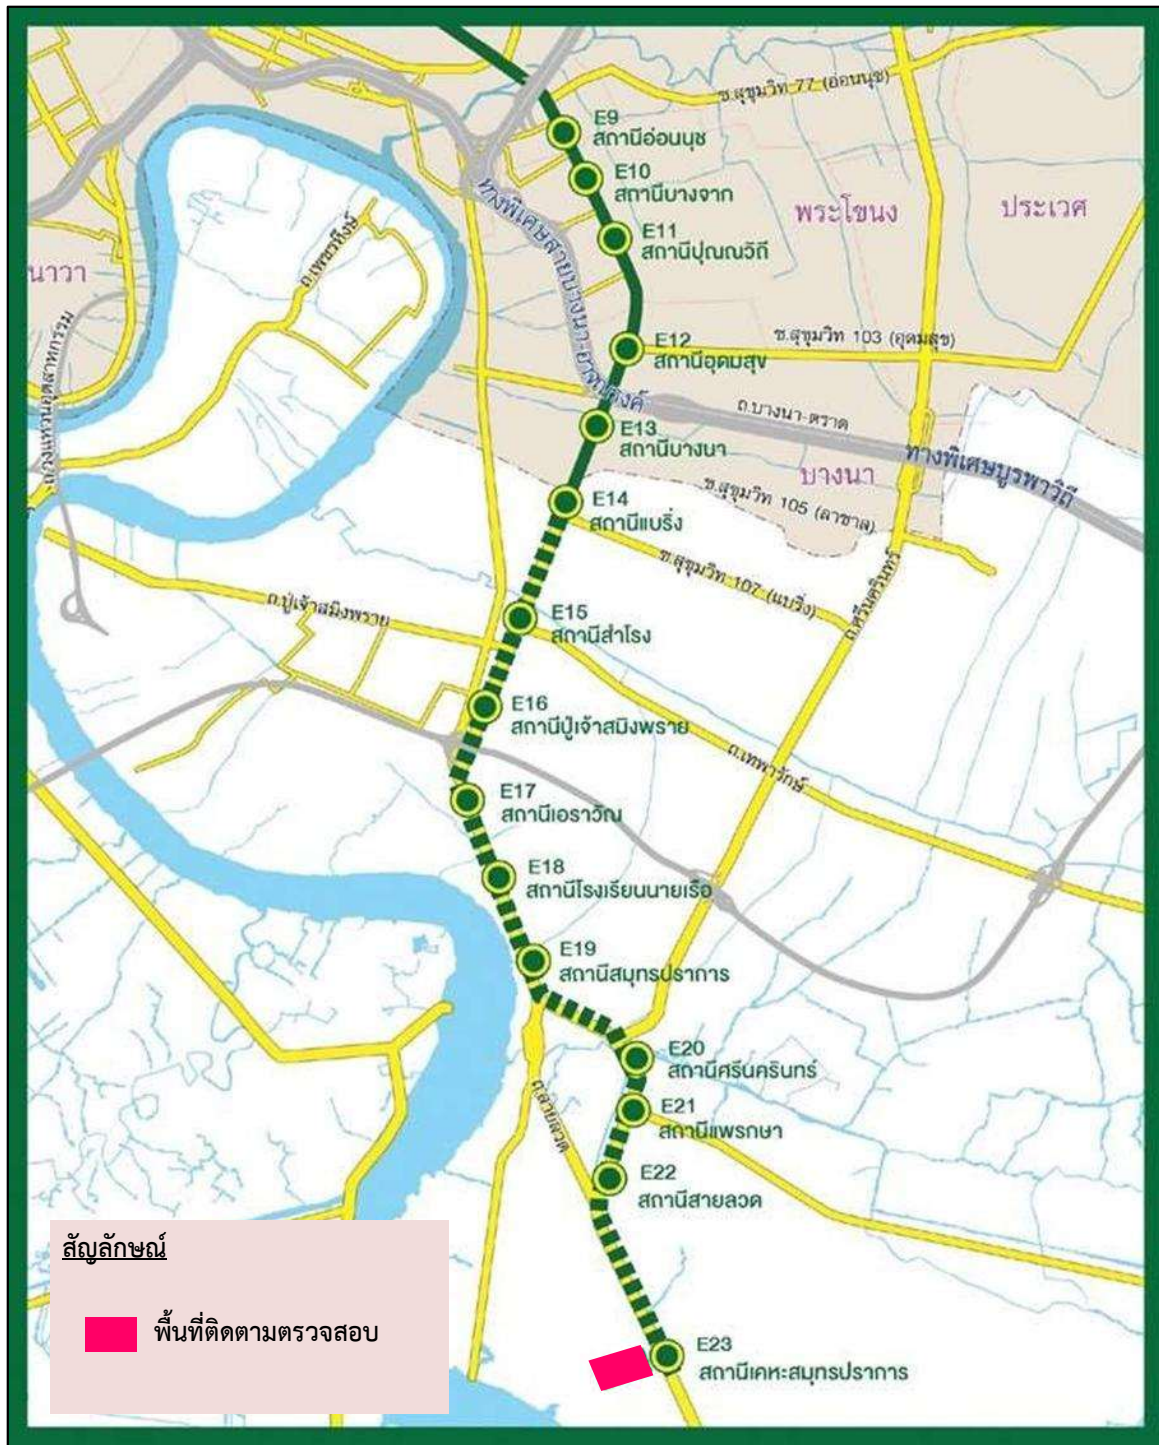 ซ.สุขุมวิท 77 (อ่อนนุช)
E9
สถานีอ่อนนุช
E10
สถานีบางจาก
E11
สถานีปุณณวิถี
พระโขนง
ประเวศ
นาวา
ถ.เพชรหึงษ์
ทางพิเศษสายบางนา-อาจณรงค์
ถ.วงแหวนอุตสาหกรรม
E12
สถานีอุดมสุข
ซ.สุขุมวิท 103 (อุดมสุข)
ถ.บางนา-ตราด
E13
สถานีบางนา
บางนา
ทางพิเศษบูรพาวิถี
E14
สถานีแบริ่ง
ซ.สุขุมวิท 105 (ลาซาล)
ซ.สุขุมวิท 107 (แบริ่ง)
ถ.ศรีนครินทร์
ถ.ปู่เจ้าสมิงพราย
E15
สถานีสำโรง
E16
สถานีปู่เจ้าสมิงพราย
ถ.เทพารักษ์
E17
สถานีเอราวัณ
E18
สถานีโรงเรียนนายเรือ
E19
สถานีสมุทรปราการ
E20
สถานีศรีนครินทร์
E21
สถานีแพรกษา
ถ.สายลวด
E22
สถานีสายลวด
E23
สถานีเคหะสมุทรปราการ
สัญลักษณ์
พื้นที่ติดตามตรวจสอบ